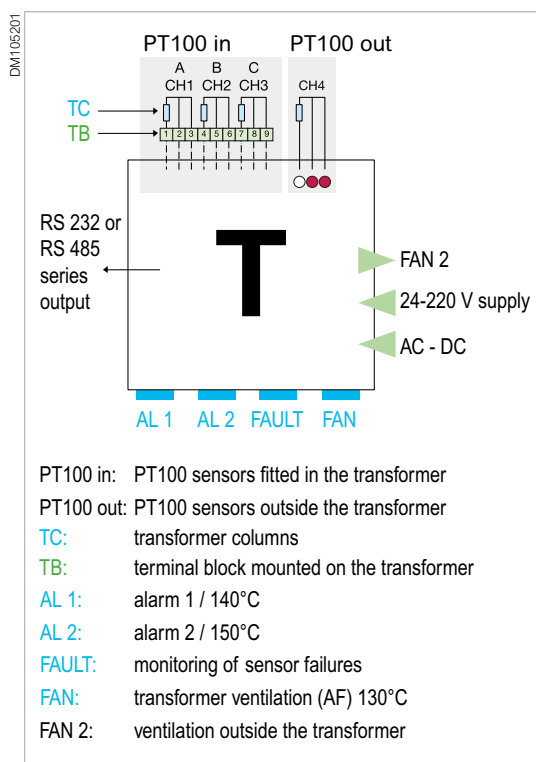 DM105201
PT100 in PT100 out
A B C
CH1 CH2 CH3 CH4
TC
TB
1 2 3 4 5 6 7 8 9
RS 232 or
RS 485
series
output
T
FAN 2
24-220 V supply
AC - DC
AL 1 AL 2 FAULT FAN
PT100 in: PT100 sensors fitted in the transformer
PT100 out: PT100 sensors outside the transformer
TC: transformer columns
TB: terminal block mounted on the transformer
AL 1: alarm 1 / 140°C
AL 2: alarm 2 / 150°C
FAULT: monitoring of sensor failures
FAN: transformer ventilation (AF) 130°C
FAN 2: ventilation outside the transformer